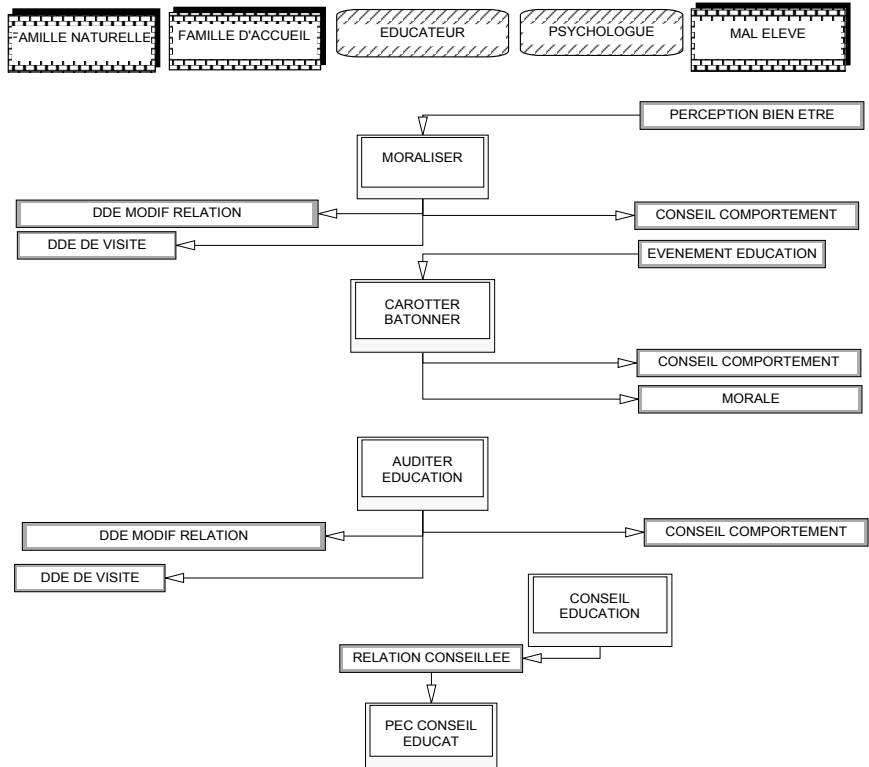 FAMILLE NATURELLE
FAMILLE D'ACCUEIL
EDUCATEUR
PSYCHOLOGUE
MAL ELEVE
PERCEPTION BIEN ETRE
MORALISER
DDE MODIF RELATION
CONSEIL COMPORTEMENT
DDE DE VISITE
EVENEMENT EDUCATION
CAROTTER
BATONNER
CONSEIL COMPORTEMENT
MORALE
AUDITER
EDUCATION
DDE MODIF RELATION
CONSEIL COMPORTEMENT
DDE DE VISITE
CONSEIL
EDUCATION
RELATION CONSEILLEE
PEC CONSEIL
EDUCAT